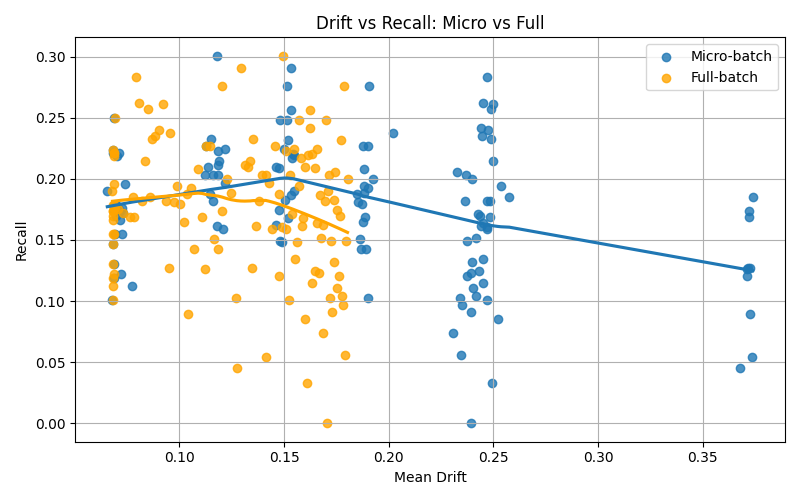 Drift vs Recall: Micro vs Full
Micro-batch
Full-batch
Recall
0.30
0.25
0.20
0.15
0.10
0.05
0.00
0.10 0.15 0.20 0.25 0.30 0.35
Mean Drift